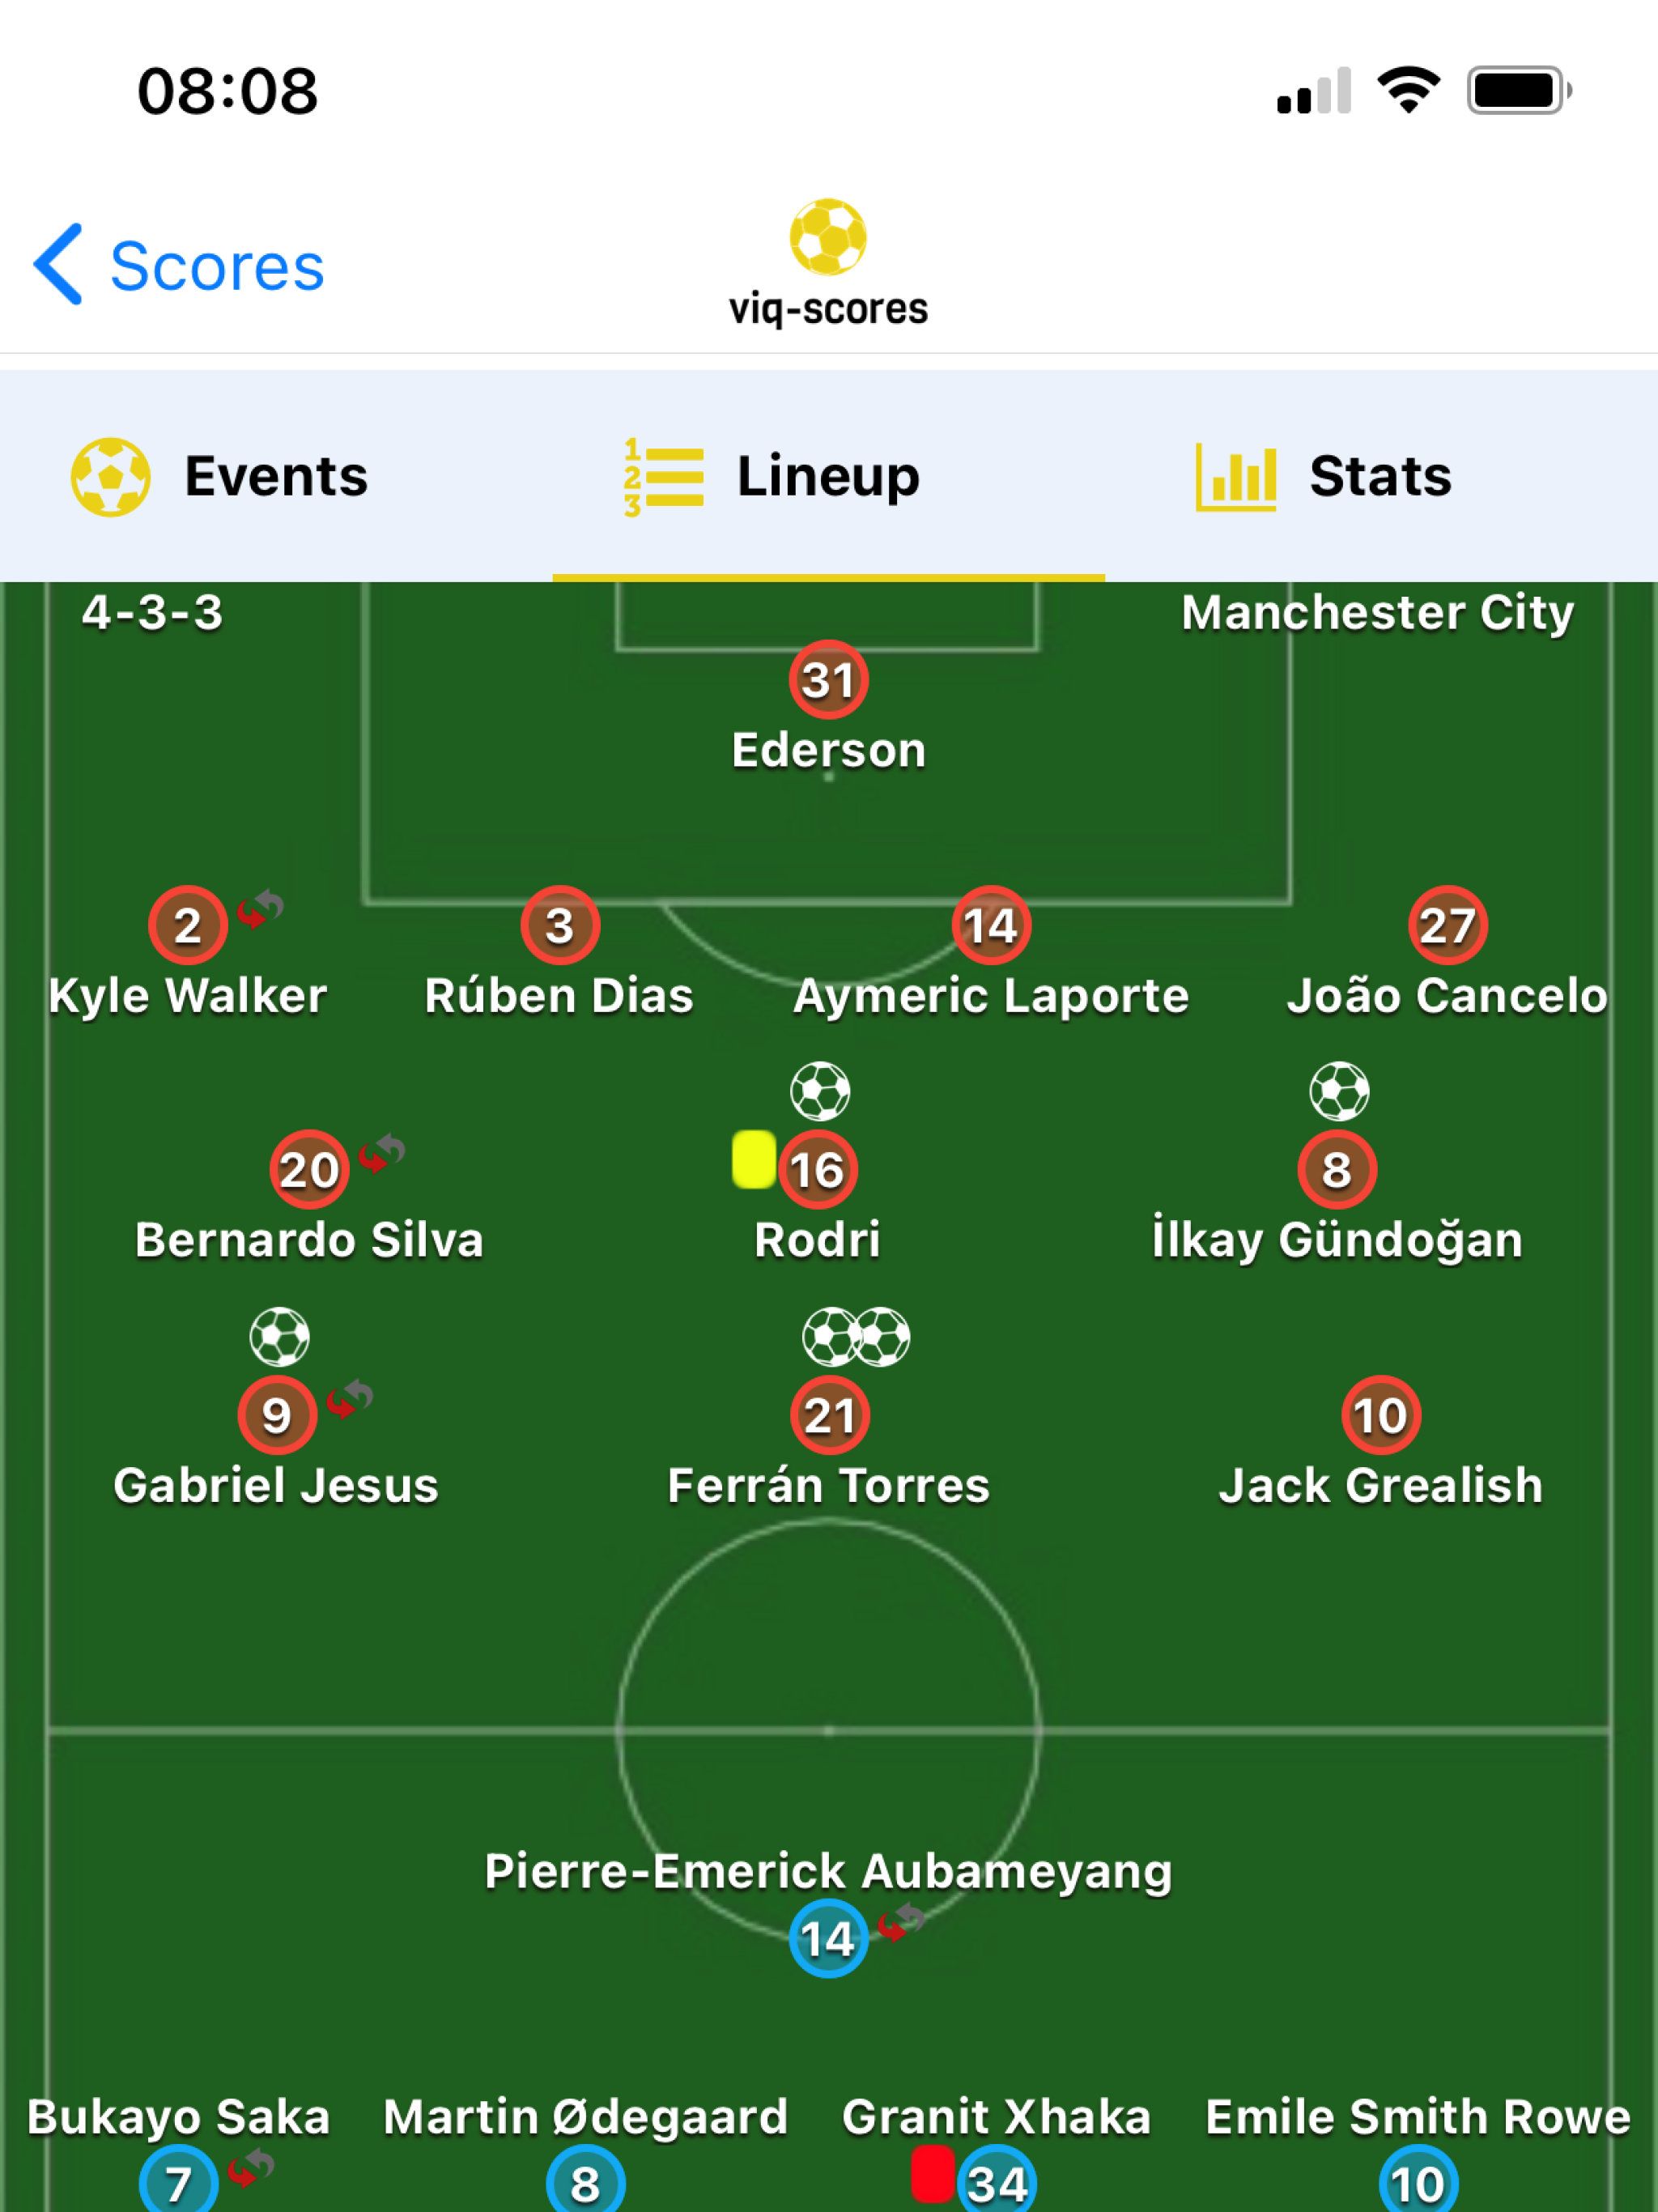 08:08
Scores
viq-scores
Events
1
2
3
Lineup
Stats
4-3-3
Manchester City
31
Ederson
2
3
14
27
Kyle Walker
Rúben Dias
Aymeric Laporte
João Cancelo
20
16
8
Bernardo Silva
Rodri
İlkay Gündoğan
9
21
10
Gabriel Jesus
Ferrán Torres
Jack Grealish
Pierre-Emerick Aubameyang
14
Bukayo Saka
Martin Ødegaard
Granit Xhaka
Emile Smith Rowe
7
8
34
10